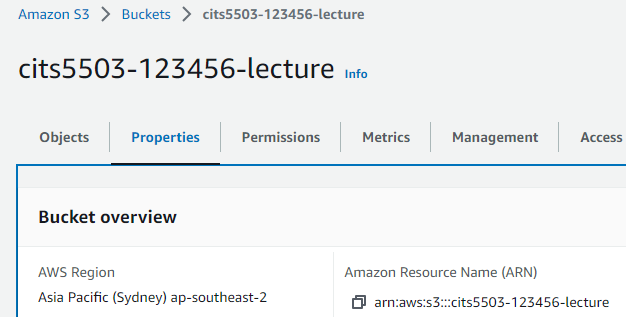 Amazon S3 > Buckets > cits5503-123456-lecture
cits5503-123456-lecture Info
Objects Properties Permissions Metrics Management Access
Bucket overview
AWS Region
Asia Pacific (Sydney) ap-southeast-2
Amazon Resource Name (ARN)
arn:aws:s3:::cits5503-123456-lecture